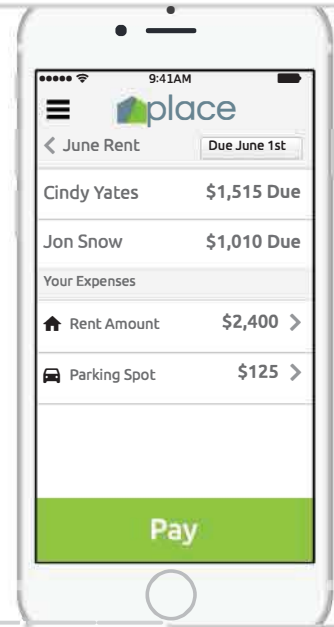 9:41AM
place
June Rent Due June 1st
Cindy Yates $1,515 Due
Jon Snow $1,010 Due
Your Expenses
Rent Amount $2,400
Parking Spot $125
Pay